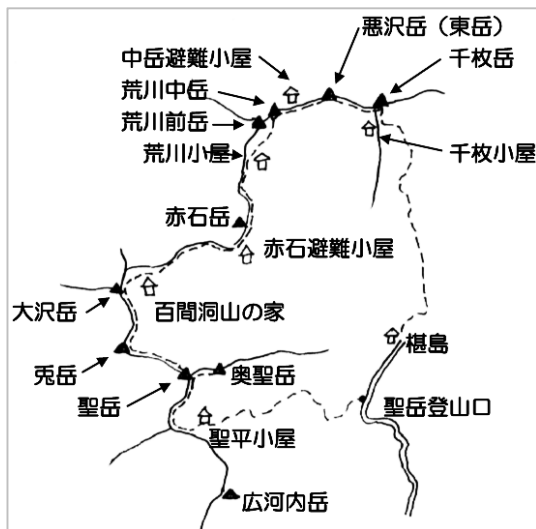 悪沢岳（東岳）
中岳避難小屋
千枚岳
荒川中岳
荒川前岳
荒川小屋
千枚小屋
赤石岳
赤石避難小屋
大沢岳
百間洞山の家
椹島
兎岳
奥聖岳
聖岳
聖岳登山口
聖平小屋
広河内岳